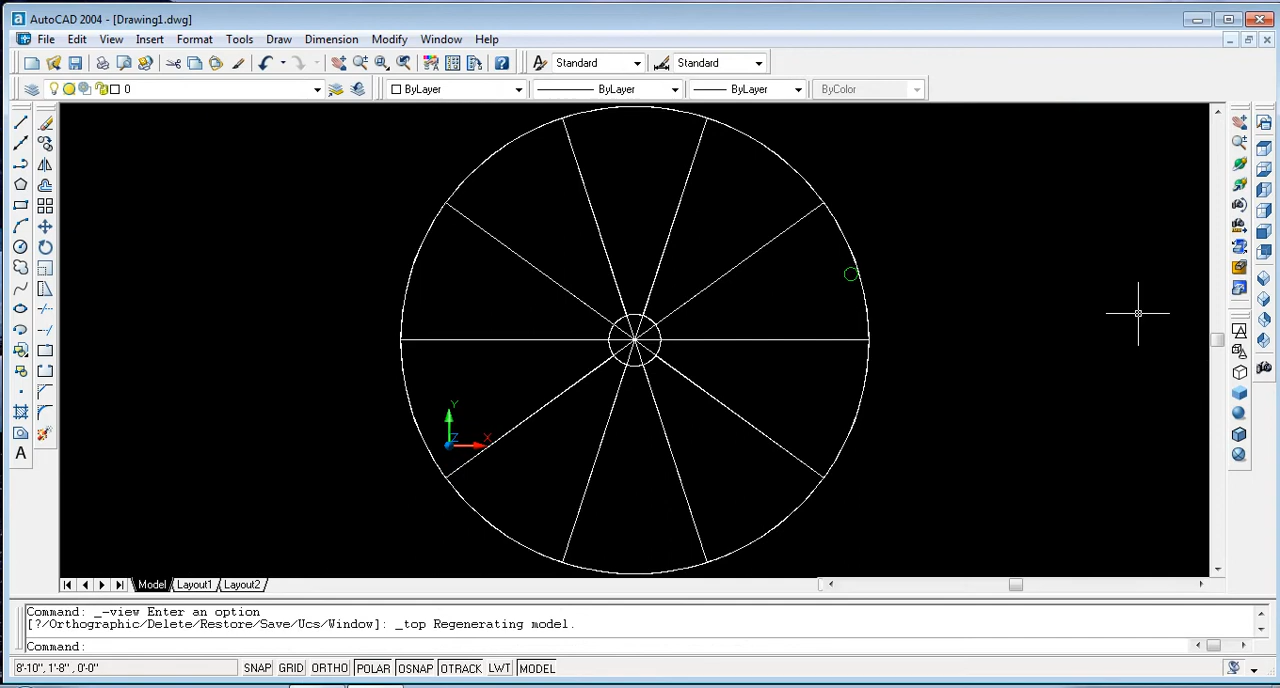 AutoCAD 2004 - [Drawing1.dwg]
File Edit View Insert Format Tools Draw Dimension Modify Window Help
Standard Standard
0 ByLayer ByLayer ByLayer ByColor
Y
Z X
A
Model Layout1 Layout2
Command: _-view Enter an option
[?/Orthographic/Delete/Restore/Save/Ucs/Window]: _top Regenerating model.
Command:
8'-10", 1'-8", 0'-0" SNAP GRID ORTHO POLAR OSNAP OTRACK LWT MODEL